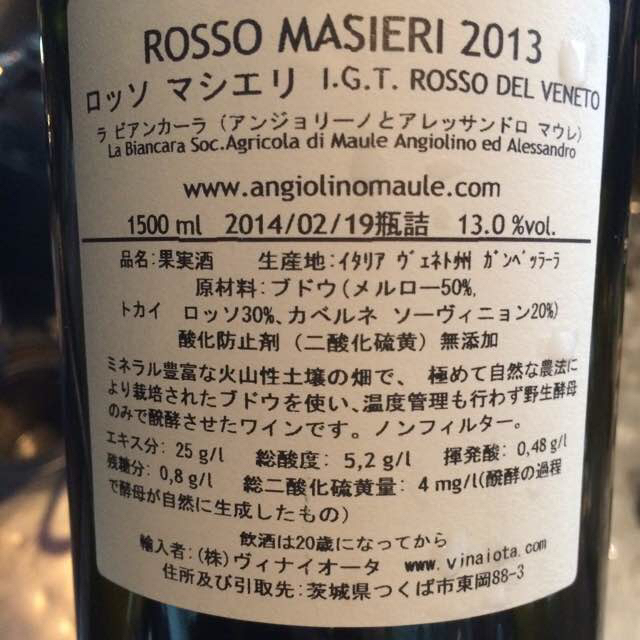 ROSSO MASIERI 2013
ロッソ マシエリ I.G.T. ROSSO DEL VENETO
ラ ビアンカーラ（アンジョリーノとアレッサンドロ マウレ）
La Biancara Soc.Agricola di Maule Angiolino ed Alessandro
www.angiolinomaule.com
1500 ml 2014/02/19瓶詰 13.0 %vol.
品名：果実酒 生産地：ｲﾀﾘｱ ｳﾞｪﾈﾄ州 ｶﾞﾝﾍﾞｯﾗｰﾗ
原材料：ブドウ（メルロー50%,
トカイ ロッソ30%、カベルネ ソーヴィニョン20%）
酸化防止剤（二酸化硫黄）無添加
ミネラル豊富な火山性土壌の畑で、極めて自然な農法に
より栽培されたブドウを使い、温度管理も行わず野生酵母
のみで醗酵させたワインです。ノンフィルター。
エキス分： 25 g/l 総酸度： 5,2 g/l 揮発酸： 0,48 g/l
残糖分： 0,8 g/l 総二酸化硫黄量： 4 mg/l（醗酵の過程
で酵母が自然に生成したもの）
飲酒は20歳になってから
輸入者：（株）ヴィナイオータ www.vinaiota.com
住所及び引取先：茨城県つくば市東岡88-3